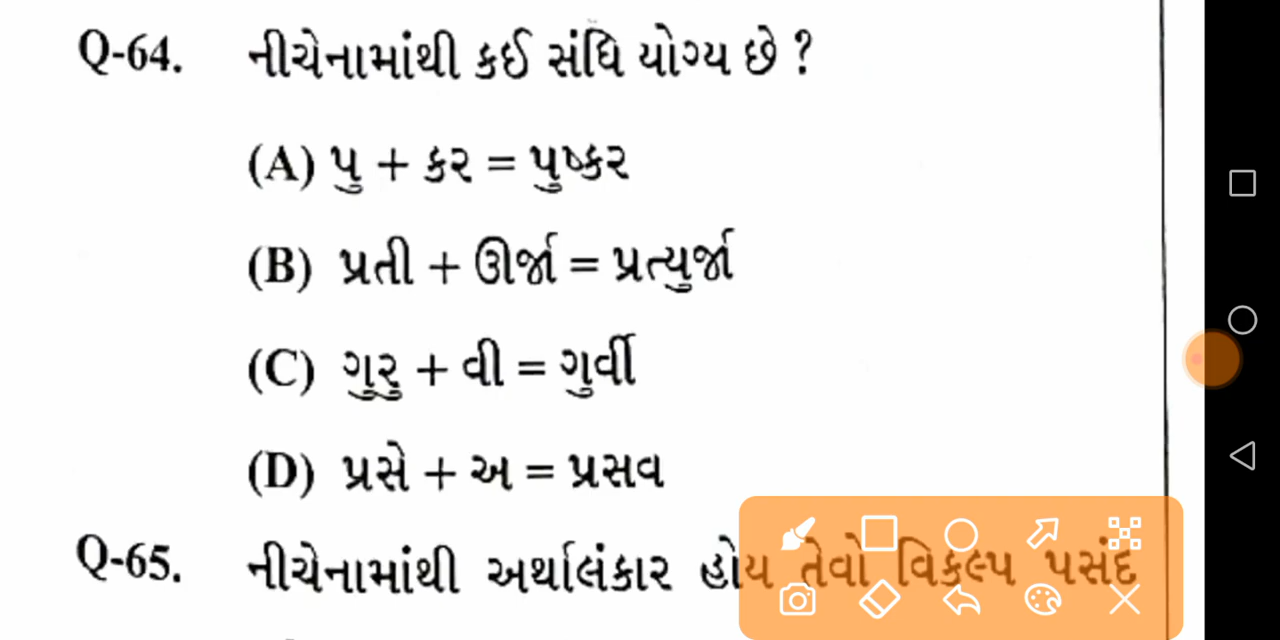 Q-64. નીચેનામાંથી કઈ સંધિ યોગ્ય છે ?
(A) પુ + કર = પુષ્કર
(B) પ્રતી + ઊર્જા = પ્રત્યુર્જા
(C) ગુરુ + વી = ગુર્વી
(D) પ્રસે + અ = પ્રસવ
Q-65. નીચેનામાંથી અર્થાલંકાર હોય તેવો વિકલ્પ પસંદ